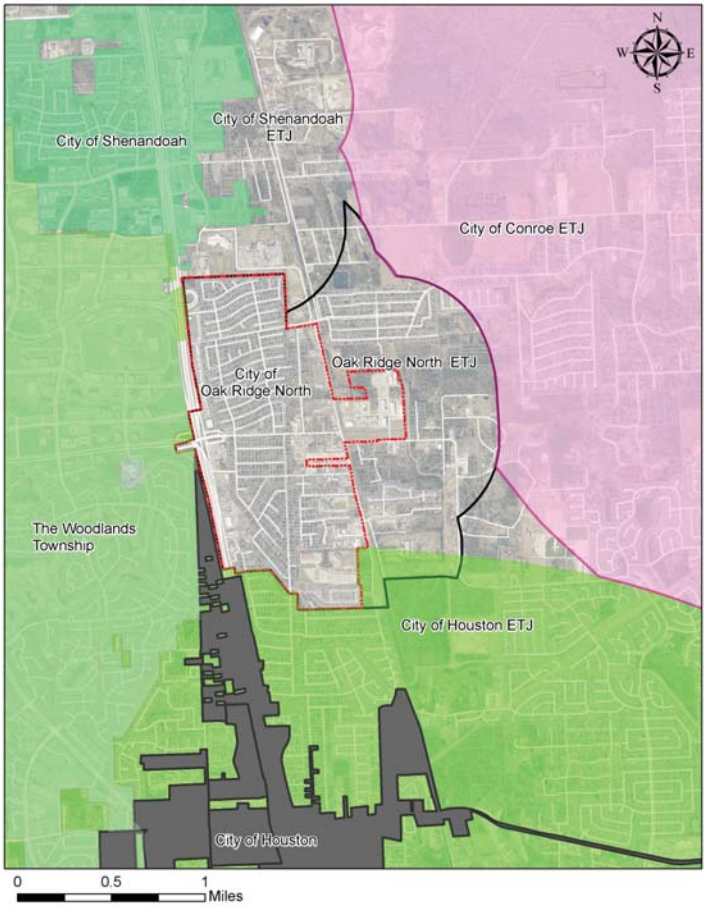 N
W E
S
City of Shenandoah
City of Shenandoah
ETJ
City of Conroe ETJ
City of
Oak Ridge North
Oak Ridge North ETJ
The Woodlands
Township
City of Houston ETJ
City of Houston
0 0.5 1
Miles